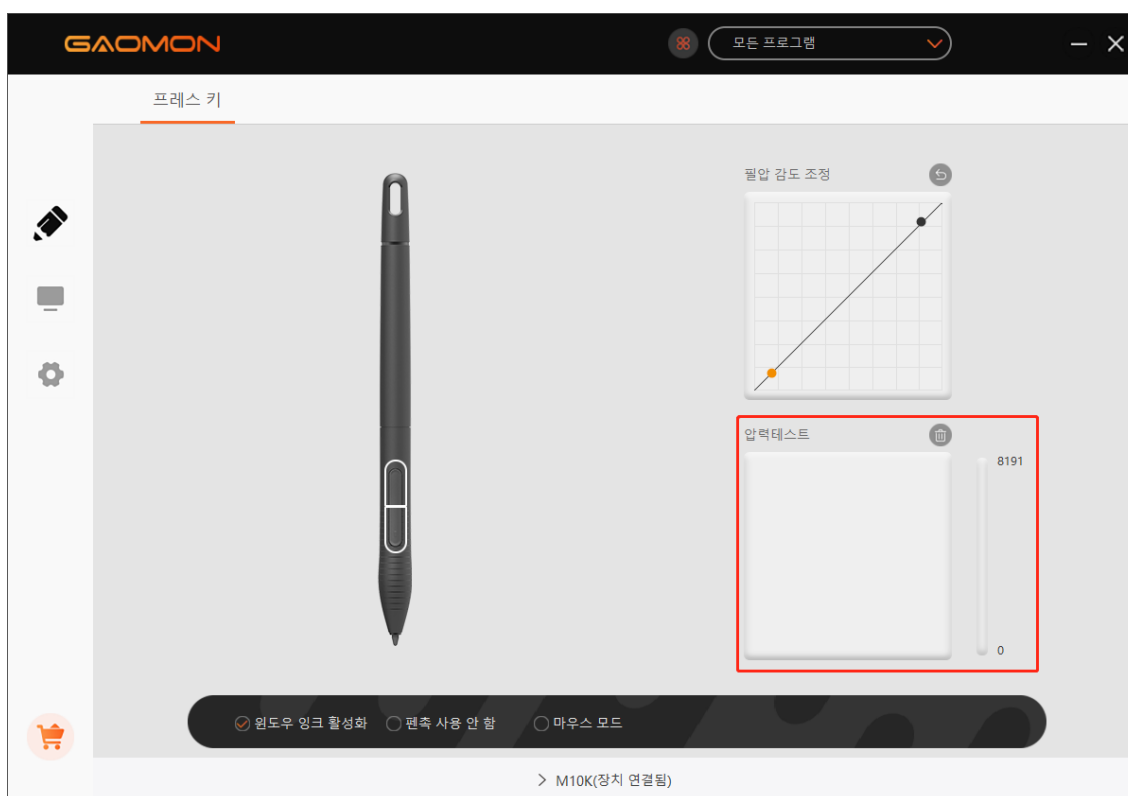 GAOMON
모든 프로그램
프레스 키
필압 감도 조정
압력테스트
8191
0
윈도우 잉크 활성화 펜촉 사용 안 함 마우스 모드
> M10K(장치 연결됨)